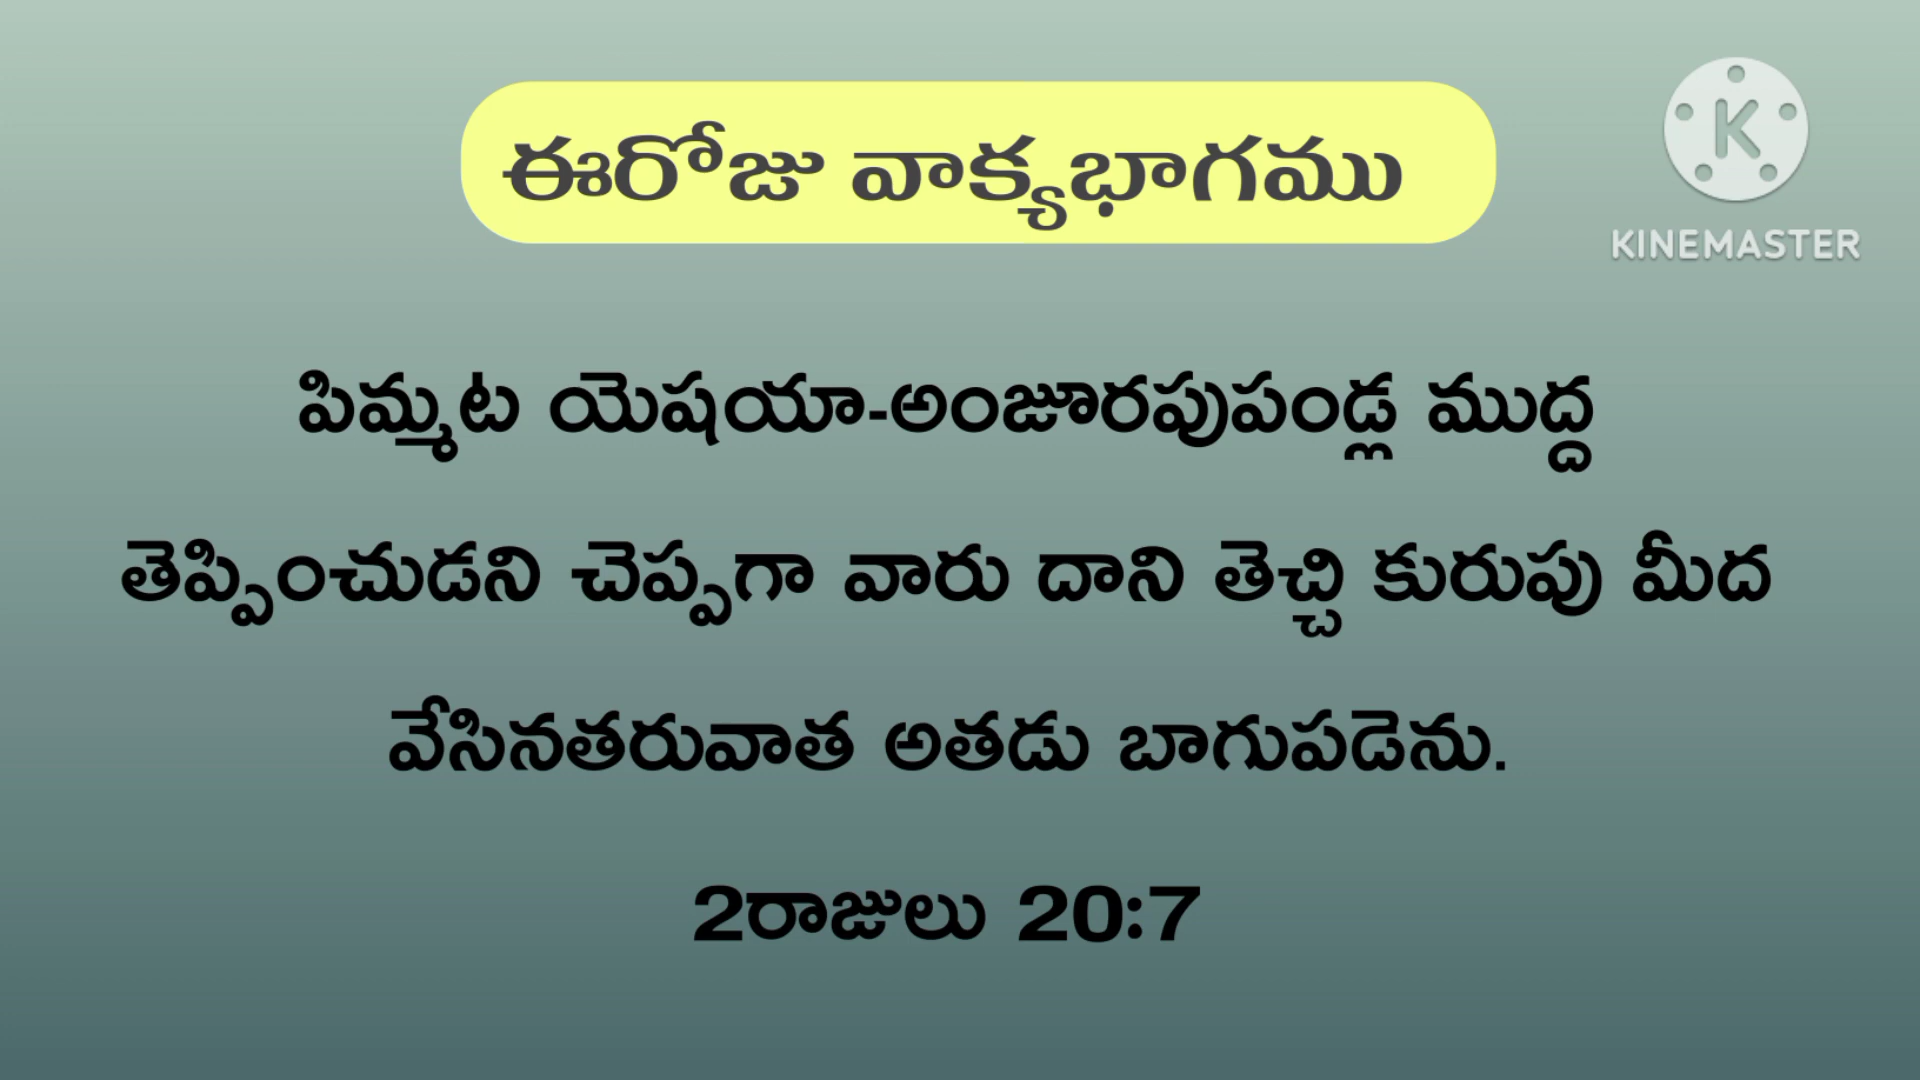 ఈరోజు వాక్యభాగము
KINEMASTER
పిమ్మట యెషయా-అంజూరపుపండ్ల ముద్ద
తెప్పించుడని చెప్పగా వారు దాని తెచ్చి కురుపు మీద
వేసినతరువాత అతడు బాగుపడెను.
2రాజులు 20:7